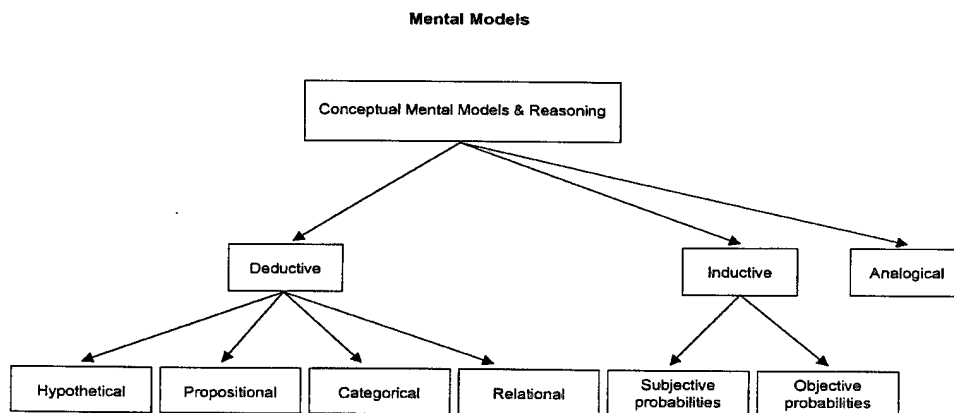 Mental Models
Conceptual Mental Models & Reasoning
Deductive
Inductive
Analogical
Hypothetical
Propositional
Categorical
Relational
Subjective
probabilities
Objective
probabilities